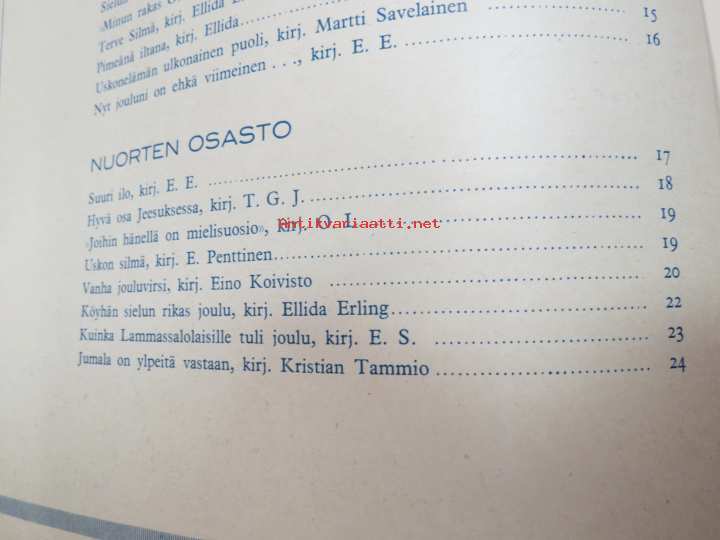 »Minun rakas
Terve Silmä, kirj. Ellida
Pimeänä iltana, kirj. Ellida
Uskonelämän ulkonainen puoli, kirj. Martti Savelainen 15
Nyt jouluni on ehkä viimeinen . . ., kirj. E. E. 16
NUORTEN OSASTO
Suuri ilo, kirj. E. E. 17
Hyvä osa Jeesuksessa, kirj. T. G. J. 18
»Joihin hänellä on mielisuosio», kirj. O. I. 19
Antikvariaatti.net
Uskon silmä, kirj. E. Penttinen 19
Vanha jouluvirsi, kirj. Eino Koivisto 20
Köyhän sielun rikas joulu, kirj. Ellida Erling 22
Kuinka Lammassalolaisille tuli joulu, kirj. E. S. 23
Jumala on ylpeitä vastaan, kirj. Kristian Tammio 24